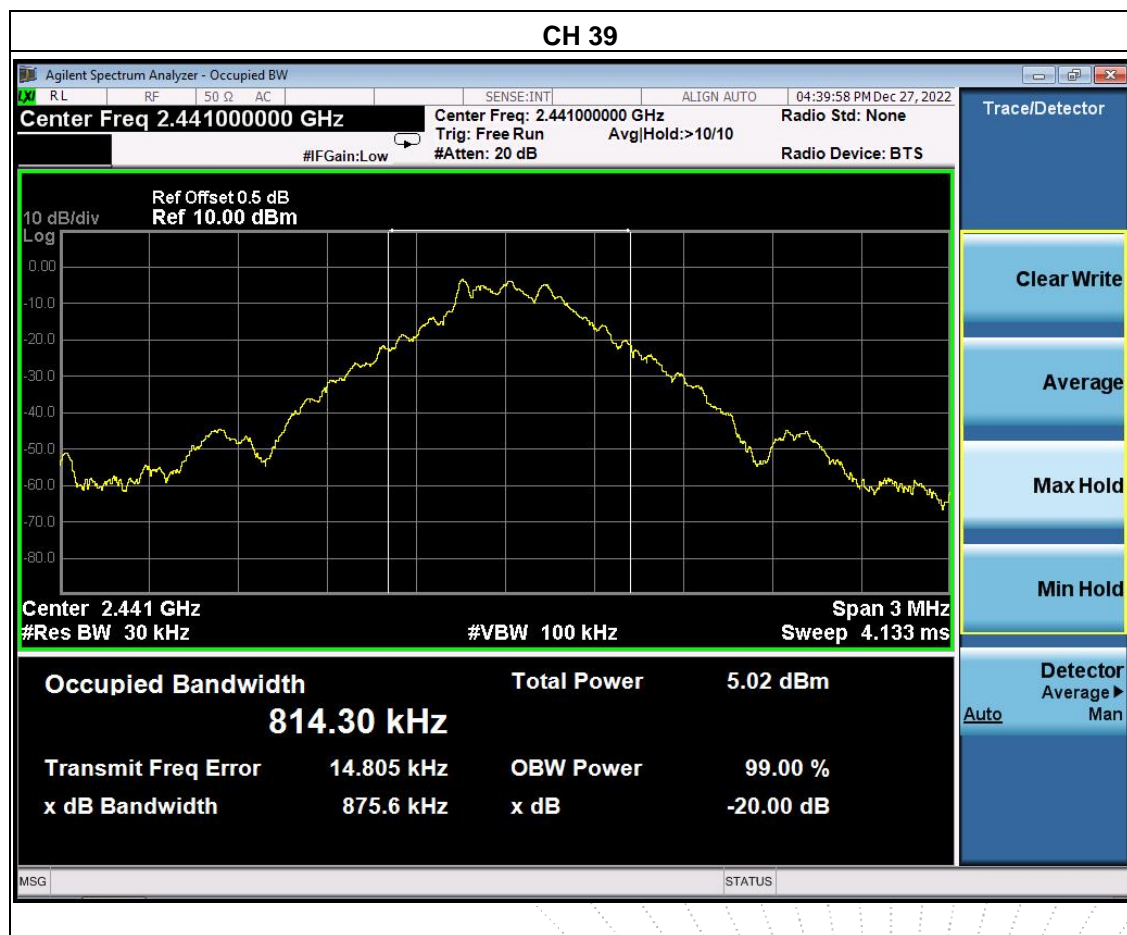 CH 39
Agilent Spectrum Analyzer - Occupied BW
LXI RL RF 50 Ω AC SENSE:INT ALIGN AUTO 04:39:58 PM Dec 27, 2022
Center Freq 2.441000000 GHz
Center Freq: 2.441000000 GHz Radio Std: None
Trig: Free Run Avg|Hold:>10/10
#IFGain:Low #Atten: 20 dB Radio Device: BTS
Ref Offset 0.5 dB
10 dB/div Ref 10.00 dBm
Log
0.00
-10.0
-20.0
-30.0
-40.0
-50.0
-60.0
-70.0
-80.0
Center 2.441 GHz Span 3 MHz
#Res BW 30 kHz #VBW 100 kHz Sweep 4.133 ms
Occupied Bandwidth Total Power 5.02 dBm
814.30 kHz
Transmit Freq Error 14.805 kHz OBW Power 99.00 %
x dB Bandwidth 875.6 kHz x dB -20.00 dB
MSG STATUS
Trace/Detector
Clear Write
Average
Max Hold
Min Hold
Detector
Average▶
Auto Man